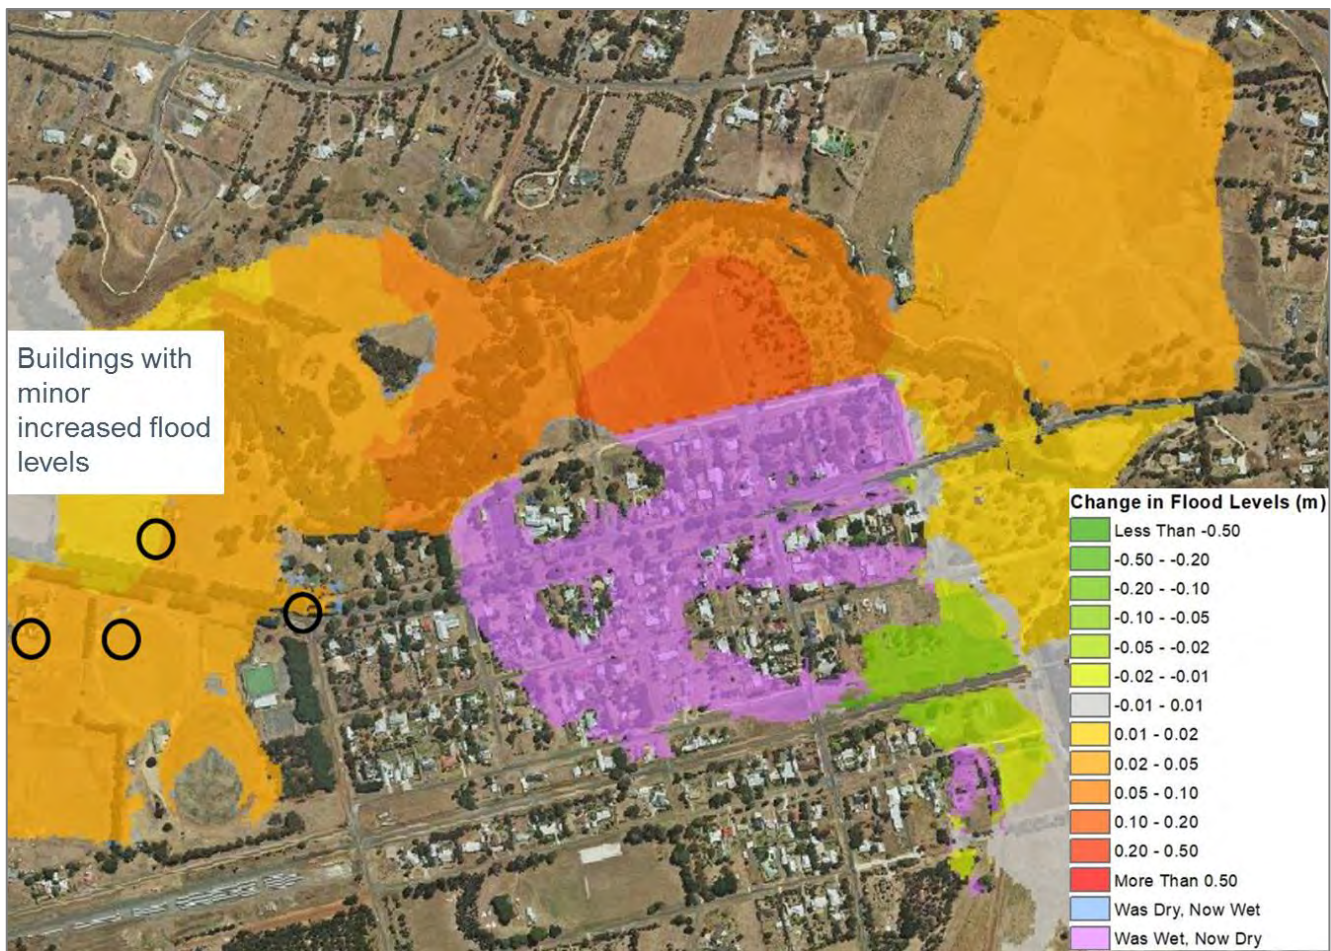 Buildings with
minor
increased flood
levels
Change in Flood Levels (m)
Less Than -0.50
-0.50 - -0.20
-0.20 - -0.10
-0.10 - -0.05
-0.05 - -0.02
-0.02 - -0.01
-0.01 - 0.01
0.01 - 0.02
0.02 - 0.05
0.05 - 0.10
0.10 - 0.20
0.20 - 0.50
More Than 0.50
Was Dry, Now Wet
Was Wet, Now Dry